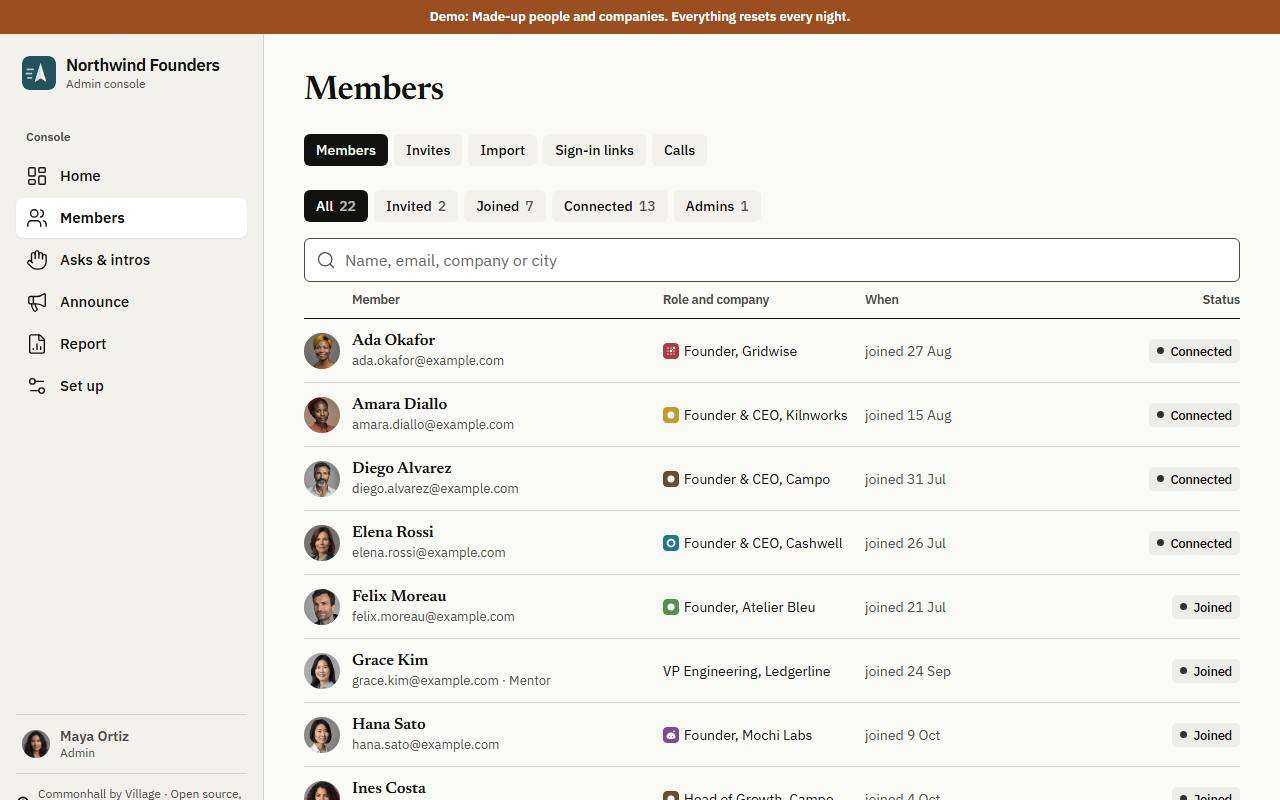 Demo: Made-up people and companies. Everything resets every night.
Northwind Founders
Admin console
Console
Home
Members
Asks & intros
Announce
Report
Set up
Maya Ortiz
Admin
Commonhall by Village · Open source,
Members
Members Invites Import Sign-in links Calls
All 22 Invited 2 Joined 7 Connected 13 Admins 1
Name, email, company or city
Member Role and company When Status
Ada Okafor
ada.okafor@example.com
Founder, Gridwise joined 27 Aug Connected
Amara Diallo
amara.diallo@example.com
Founder & CEO, Kilnworks joined 15 Aug Connected
Diego Alvarez
diego.alvarez@example.com
Founder & CEO, Campo joined 31 Jul Connected
Elena Rossi
elena.rossi@example.com
Founder & CEO, Cashwell joined 26 Jul Connected
Felix Moreau
felix.moreau@example.com
Founder, Atelier Bleu joined 21 Jul Joined
Grace Kim
grace.kim@example.com · Mentor
VP Engineering, Ledgerline joined 24 Sep Joined
Hana Sato
hana.sato@example.com
Founder, Mochi Labs joined 9 Oct Joined
Ines Costa
Head of Growth, Campo joined 4 Oct Joined